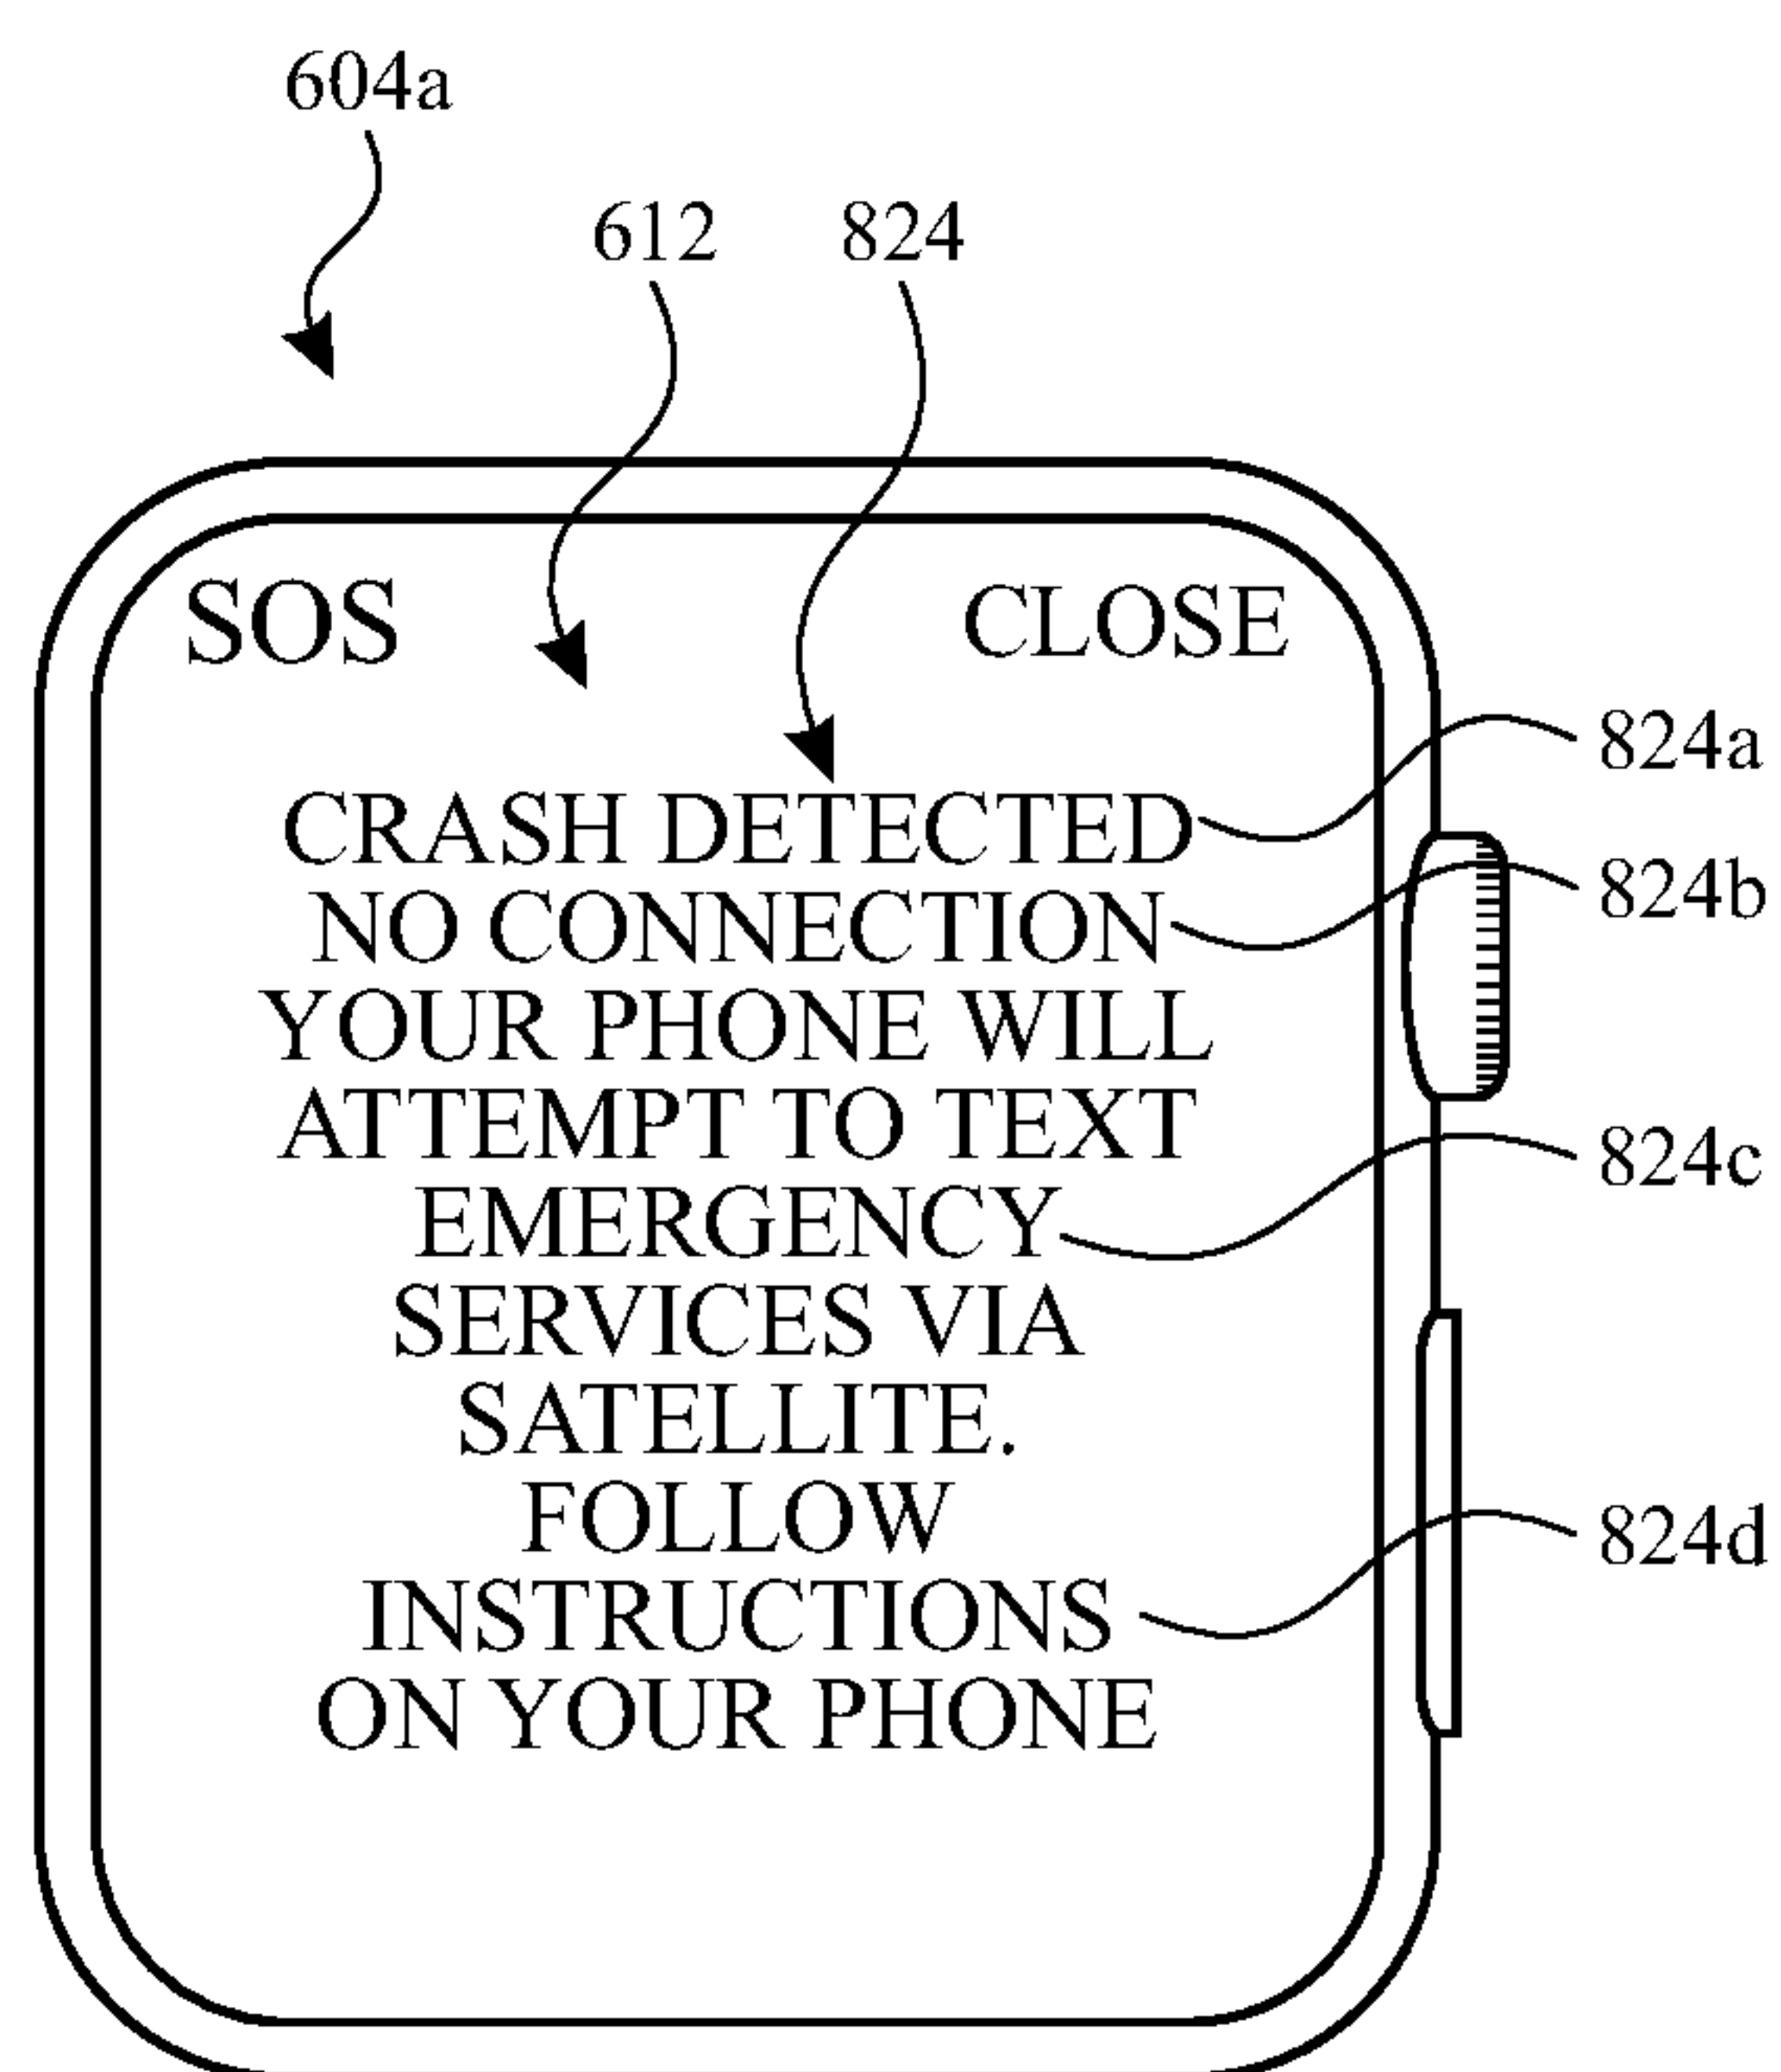 604a
612 824
SOS CLOSE
824a
CRASH DETECTED
824b
NO CONNECTION
YOUR PHONE WILL
ATTEMPT TO TEXT
824c
EMERGENCY
SERVICES VIA
SATELLITE.
FOLLOW
824d
INSTRUCTIONS
ON YOUR PHONE